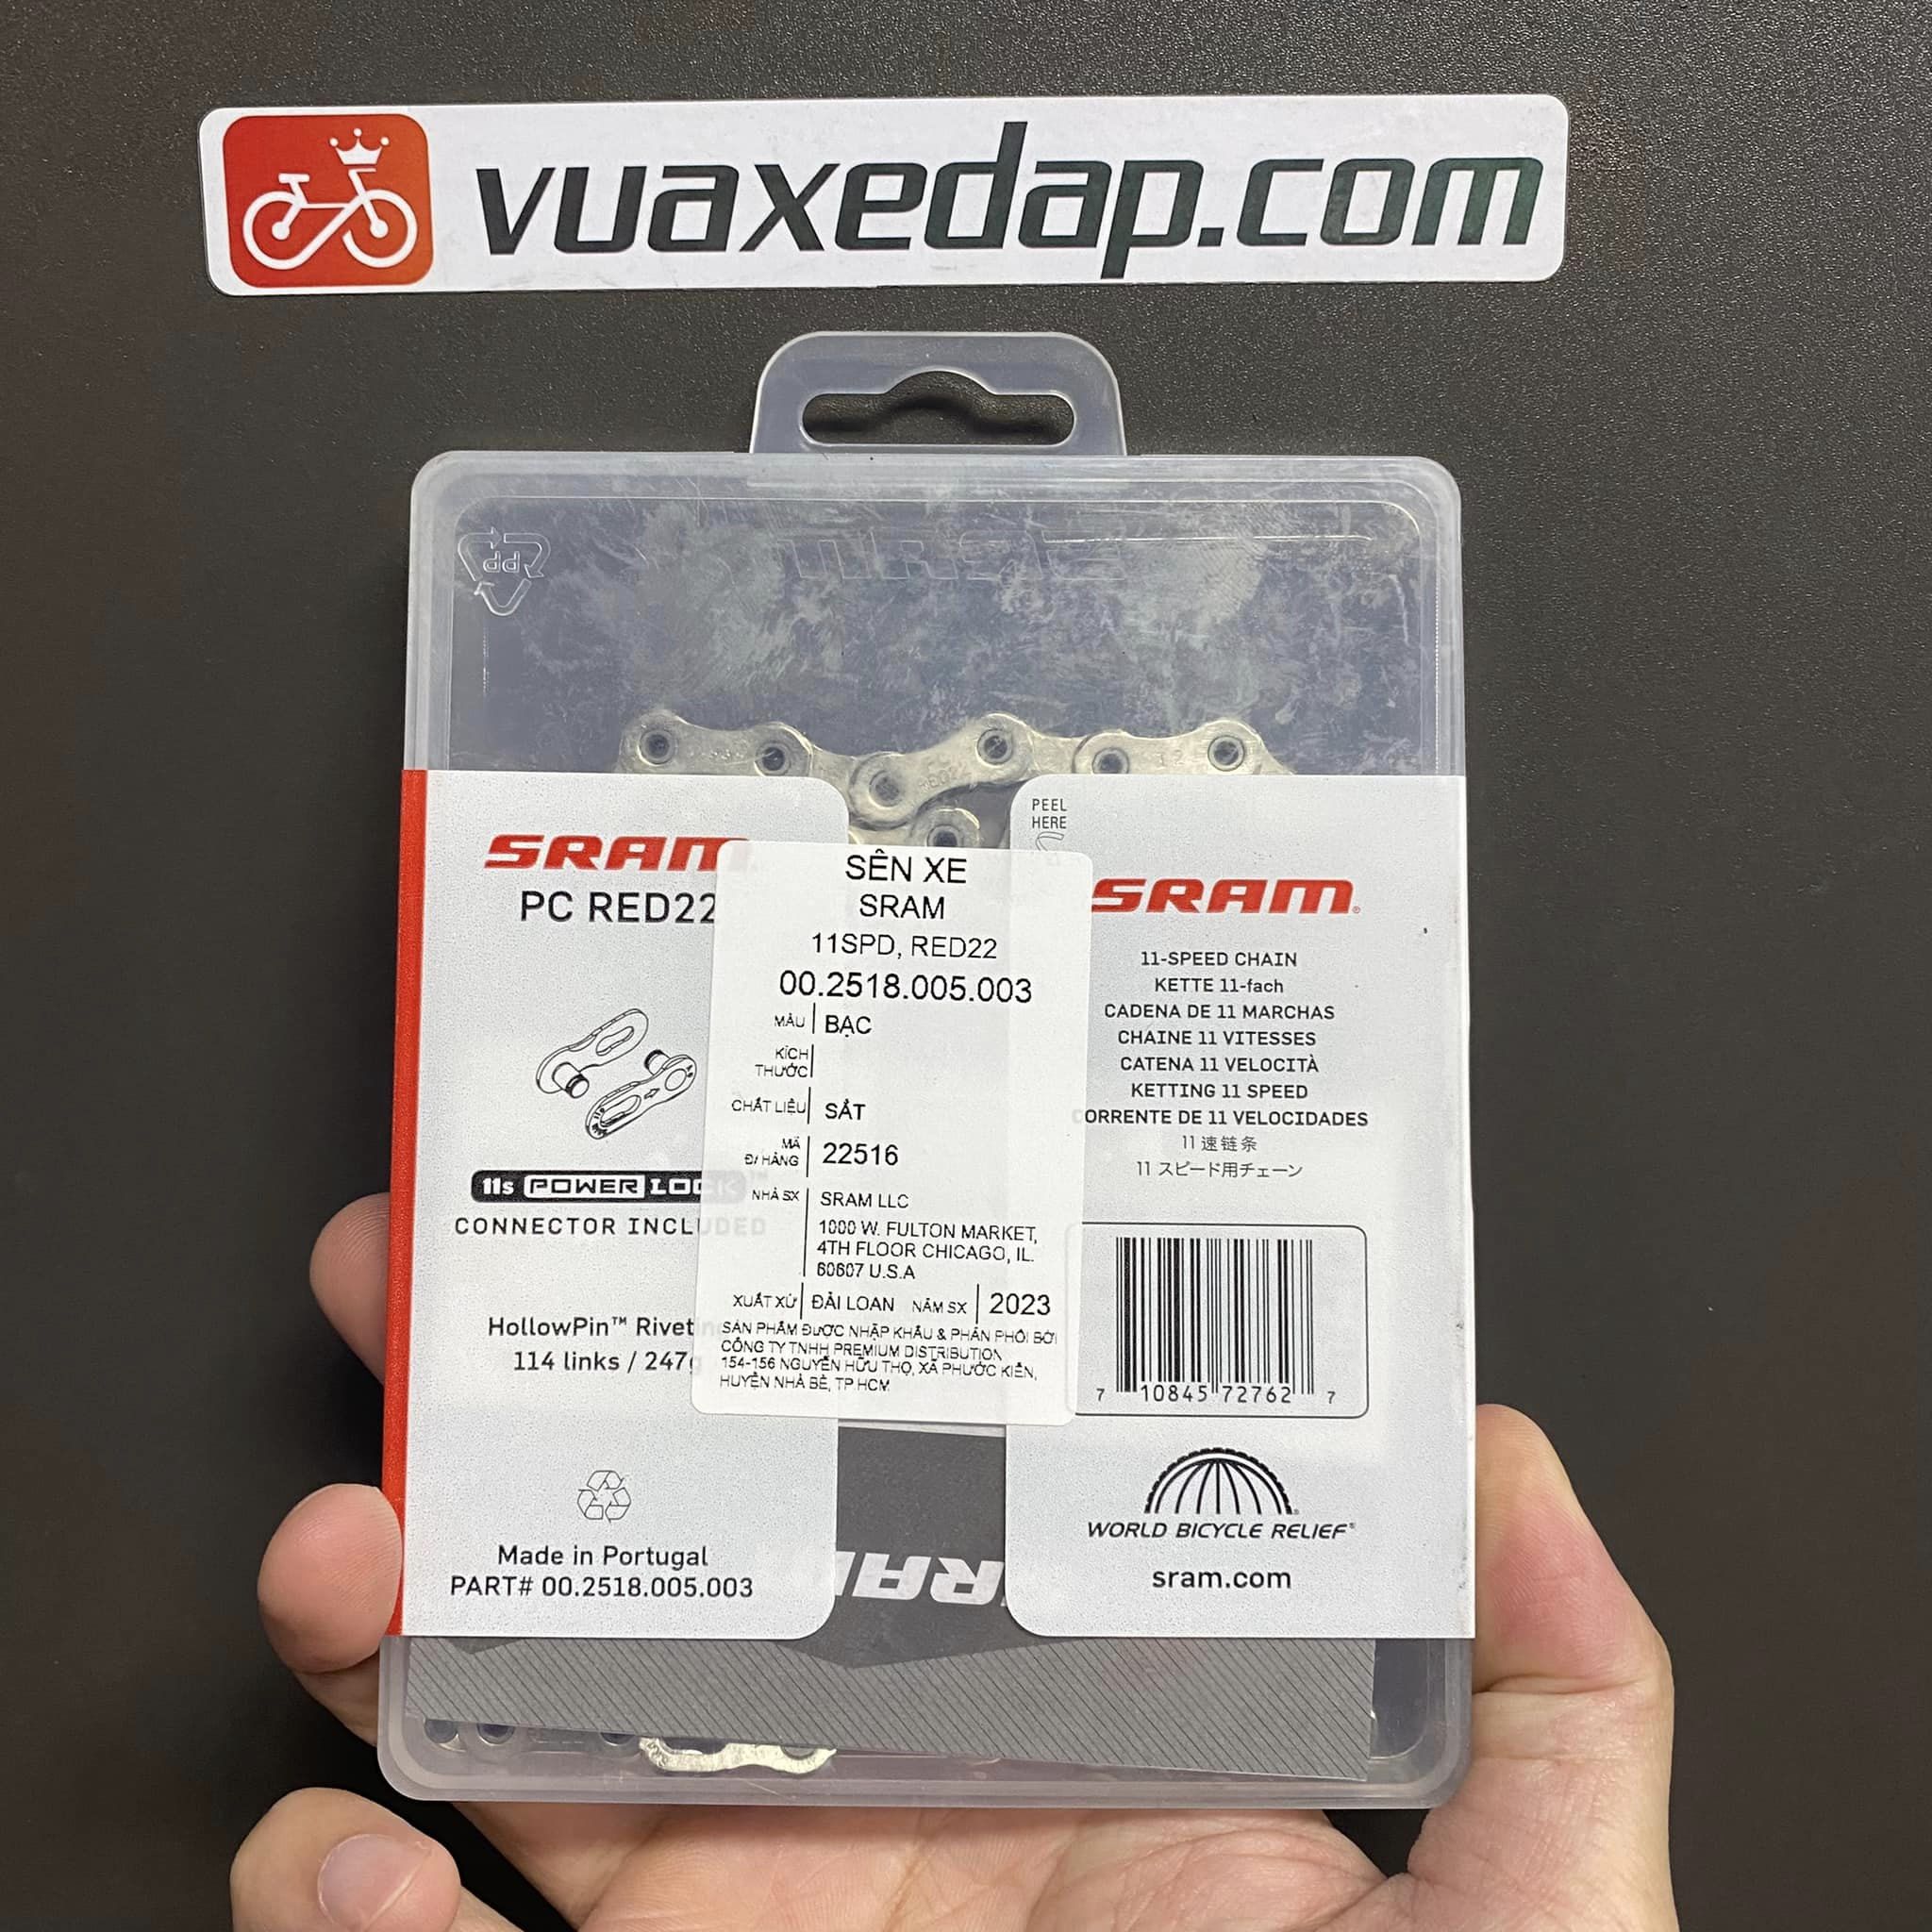 vuaxedap.com
PP
SRAM
SRAM
PC RED22
11s POWER LOCK™
CONNECTOR INCLUDED
HollowPin™ Riveting
114 links / 247g
Made in Portugal
PART# 00.2518.005.003
SÊN XE
SRAM
11SPD, RED22
00.2518.005.003
MÀU BẠC
KÍCH
THƯỚC
CHẤT LIỆU SẮT
MÃ
Đ/ HÀNG 22516
NHÀ SX SRAM LLC
1000 W. FULTON MARKET,
4TH FLOOR CHICAGO, IL.
60607 U.S.A
XUẤT XỨ ĐÀI LOAN NĂM SX 2023
SẢN PHẨM ĐƯỢC NHẬP KHẨU & PHÂN PHỐI BỞI
CÔNG TY TNHH PREMIUM DISTRIBUTION
154-156 NGUYỄN HỮU THỌ, XÃ PHƯỚC KIỂN,
HUYỆN NHÀ BÈ, TP.HCM
PEEL
HERE
SRAM®
11-SPEED CHAIN
KETTE 11-fach
CADENA DE 11 MARCHAS
CHAINE 11 VITESSES
CATENA 11 VELOCITÀ
KETTING 11 SPEED
CORRENTE DE 11 VELOCIDADES
11 速链条
11 スピード用チェーン
7 10845 72762 7
WORLD BICYCLE RELIEF®
sram.com